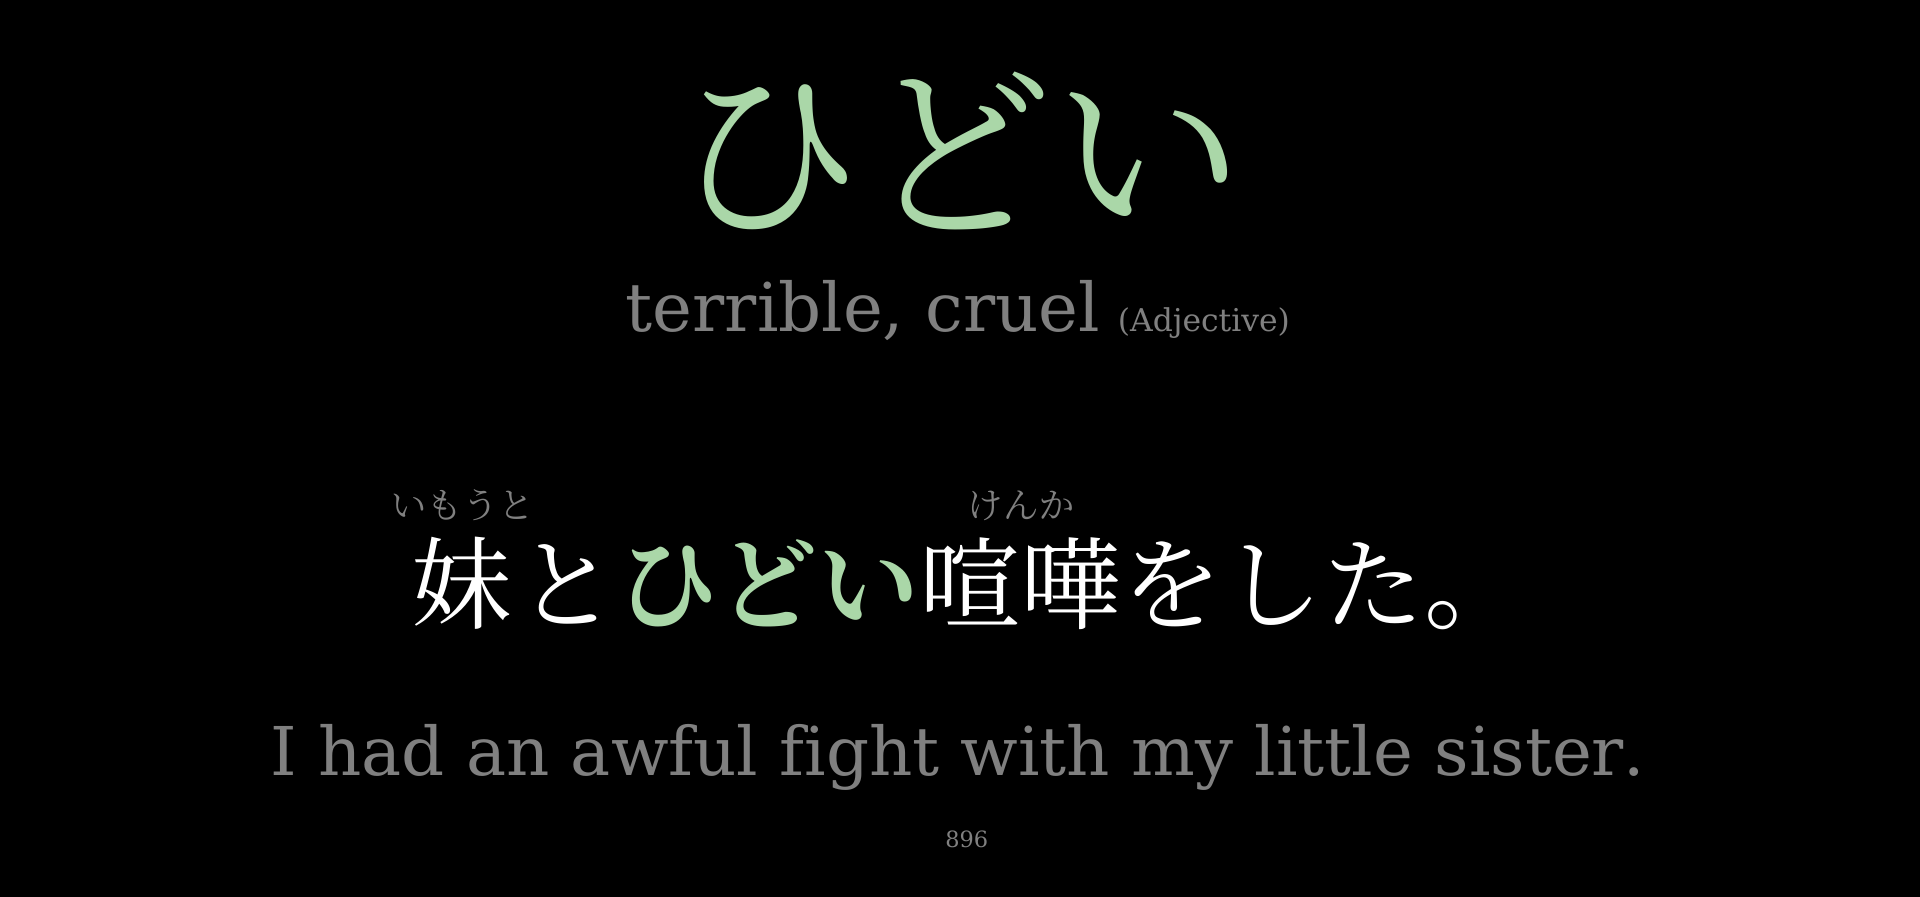 ひどい
terrible, cruel (Adjective)
いもうと けんか
妹とひどい喧嘩をした。
I had an awful fight with my little sister.
896